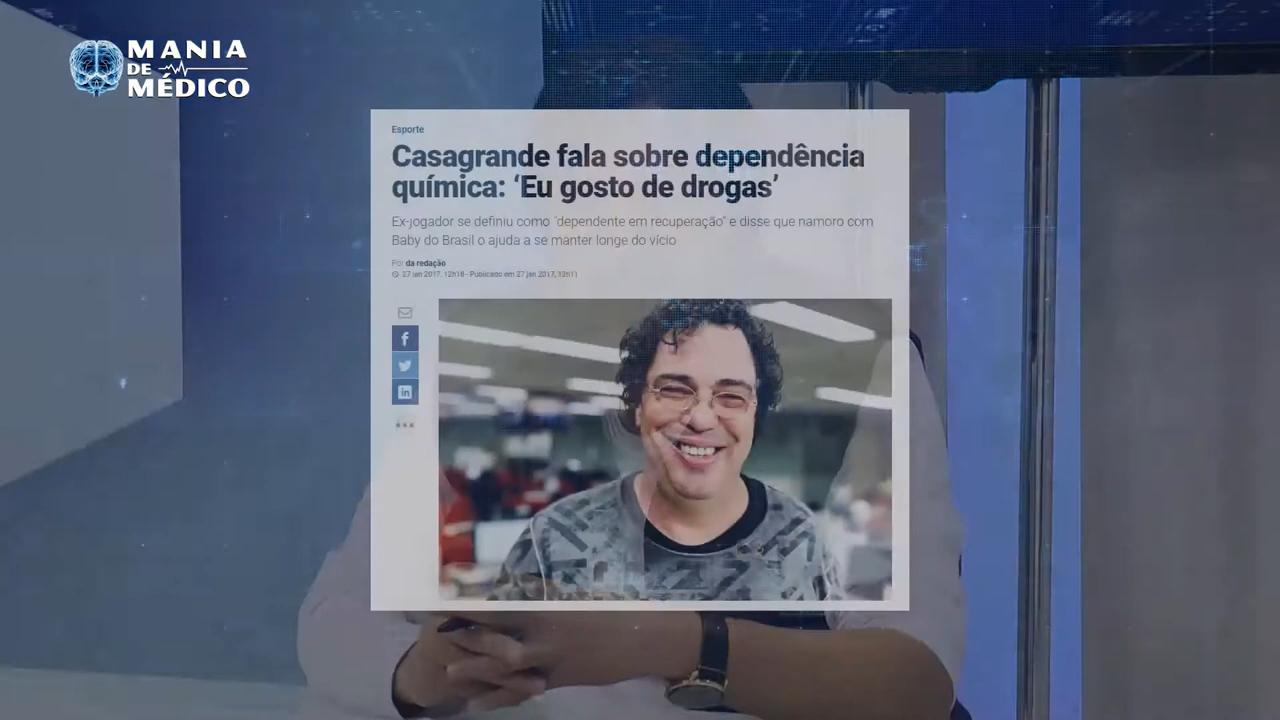 MANIA
DE
MÉDICO
Esporte
Casagrande fala sobre dependência
química: ‘Eu gosto de drogas’
Ex-jogador se definiu como "dependente em recuperação" e disse que namoro com
Baby do Brasil o ajuda a se manter longe do vício
Por da redação
27 jan 2017, 12h18 - Publicado em 27 jan 2017, 12h11